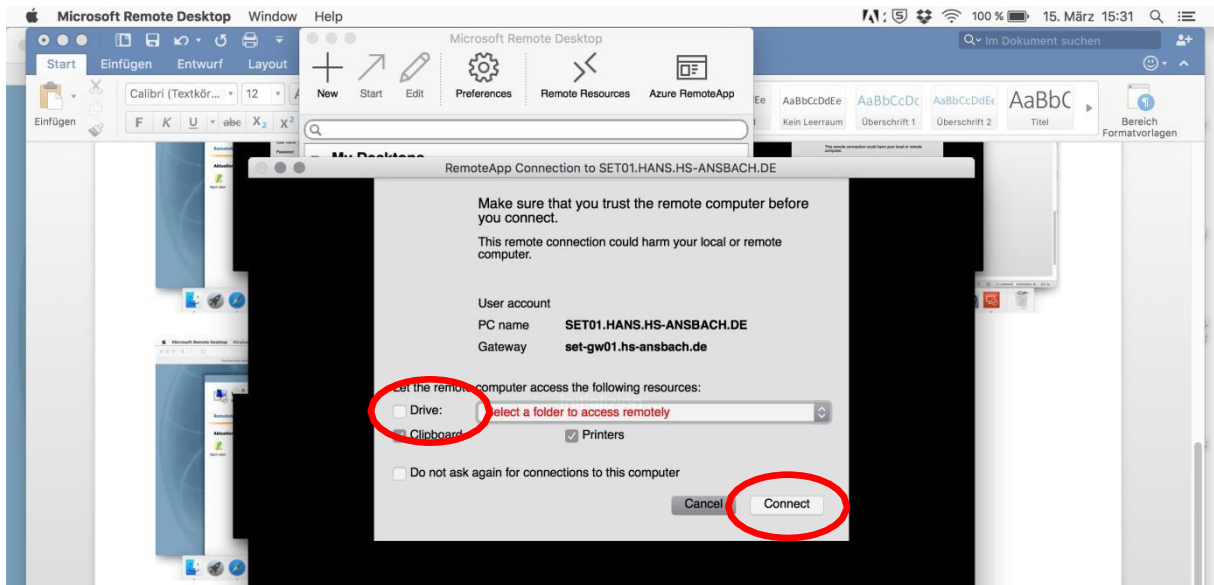 Microsoft Remote Desktop Window Help 100 % 15. März 15:31
Im Dokument suchen
Microsoft Remote Desktop
Start Einfügen Entwurf Layout
New Start Edit Preferences Remote Resources Azure RemoteApp
Einfügen
Calibri (Textkör... 12
F K U abc X2 X2
Ee AaBbCcDdEe AaBbCcDc AaBbCcDdEe AaBbC
Kein Leerraum Überschrift 1 Überschrift 2 Titel
Bereich
Formatvorlagen
My Desktops
RemoteApp Connection to SET01.HANS.HS-ANSBACH.DE
Make sure that you trust the remote computer before
you connect.
This remote connection could harm your local or remote
computer.
User account
PC name SET01.HANS.HS-ANSBACH.DE
Gateway set-gw01.hs-ansbach.de
Let the remote computer access the following resources:
Drive: Select a folder to access remotely
Clipboard Printers
Do not ask again for connections to this computer
Cancel Connect